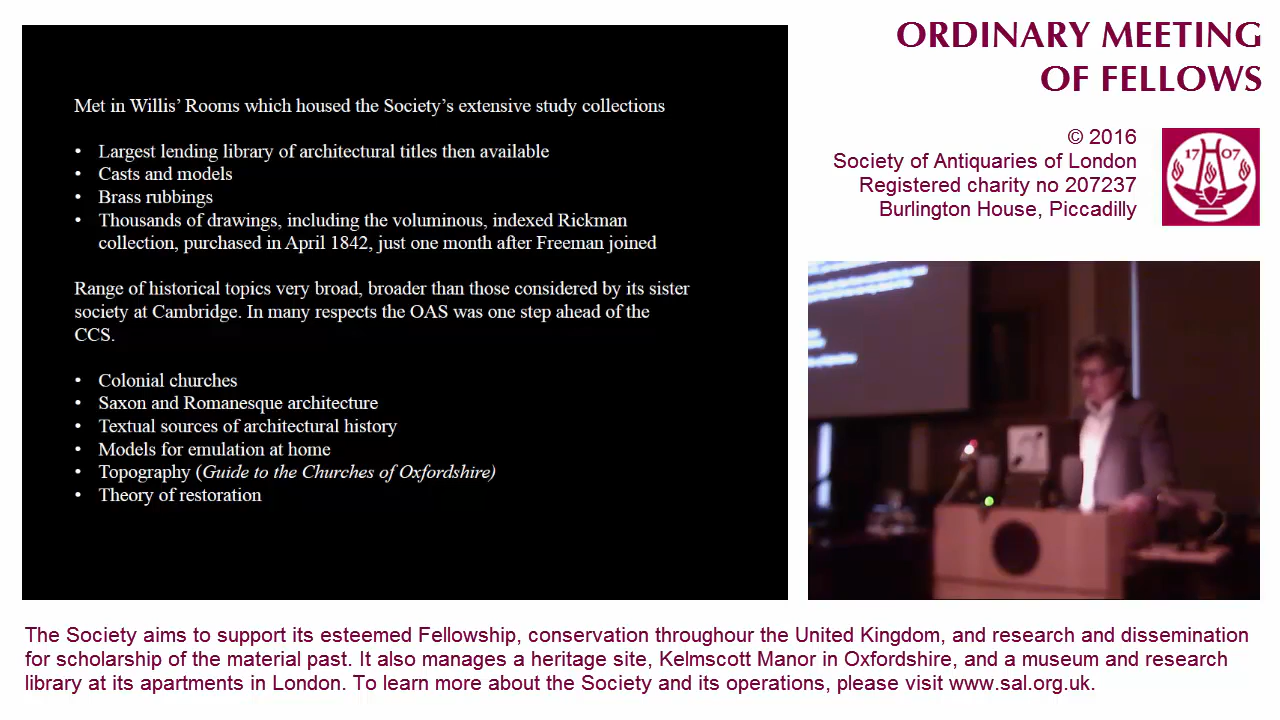 Met in Willis’ Rooms which housed the Society’s extensive study collections
• Largest lending library of architectural titles then available
• Casts and models
• Brass rubbings
• Thousands of drawings, including the voluminous, indexed Rickman
collection, purchased in April 1842, just one month after Freeman joined
Range of historical topics very broad, broader than those considered by its sister
society at Cambridge. In many respects the OAS was one step ahead of the
CCS.
• Colonial churches
• Saxon and Romanesque architecture
• Textual sources of architectural history
• Models for emulation at home
• Topography (Guide to the Churches of Oxfordshire)
• Theory of restoration
ORDINARY MEETING
OF FELLOWS
© 2016
Society of Antiquaries of London
Registered charity no 207237
Burlington House, Piccadilly
17 07
The Society aims to support its esteemed Fellowship, conservation throughour the United Kingdom, and research and dissemination
for scholarship of the material past. It also manages a heritage site, Kelmscott Manor in Oxfordshire, and a museum and research
library at its apartments in London. To learn more about the Society and its operations, please visit www.sal.org.uk.